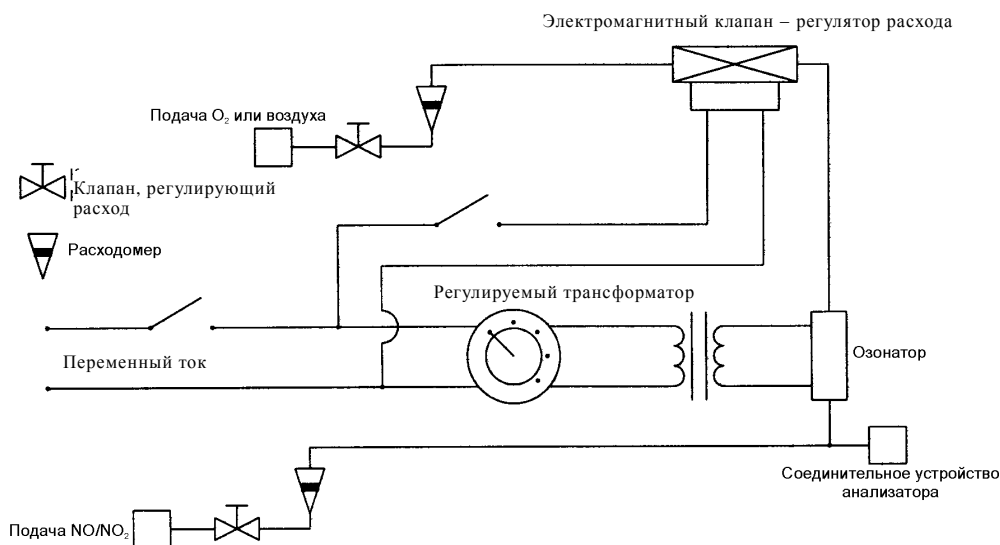 Электромагнитный клапан – регулятор расхода
Подача O₂ или воздуха
Клапан, регулирующий
расход
Расходомер
Регулируемый трансформатор
Переменный ток
Озонатор
Соединительное устройство
анализатора
Подача NO/NO₂